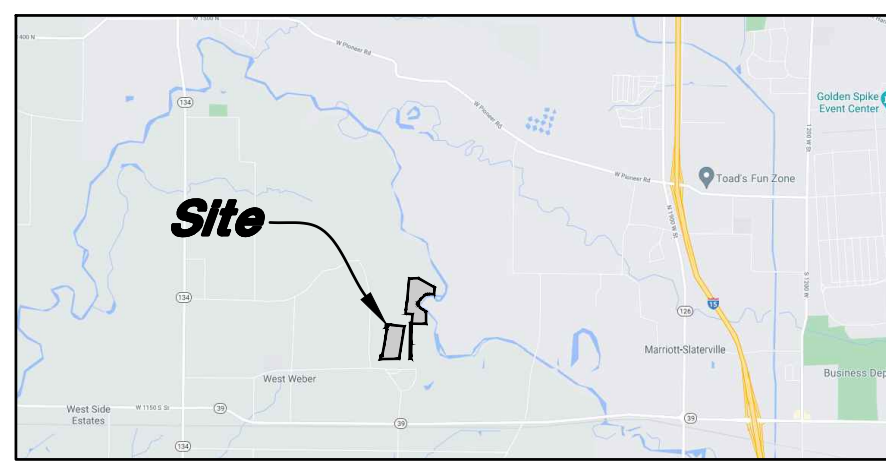 W 1500 N
400 N
W Pioneer Rd
134
Golden Spike
Event Center
W Pioneer Rd
1200 W St
W Pioneer Rd
Toad's Fun Zone
Site
N 1900 W St
S 1200 W
134
15
126
Marriott-Slaterville
Business Dep
West Weber
West Side
Estates
W 1150 S St
39
39
39
134